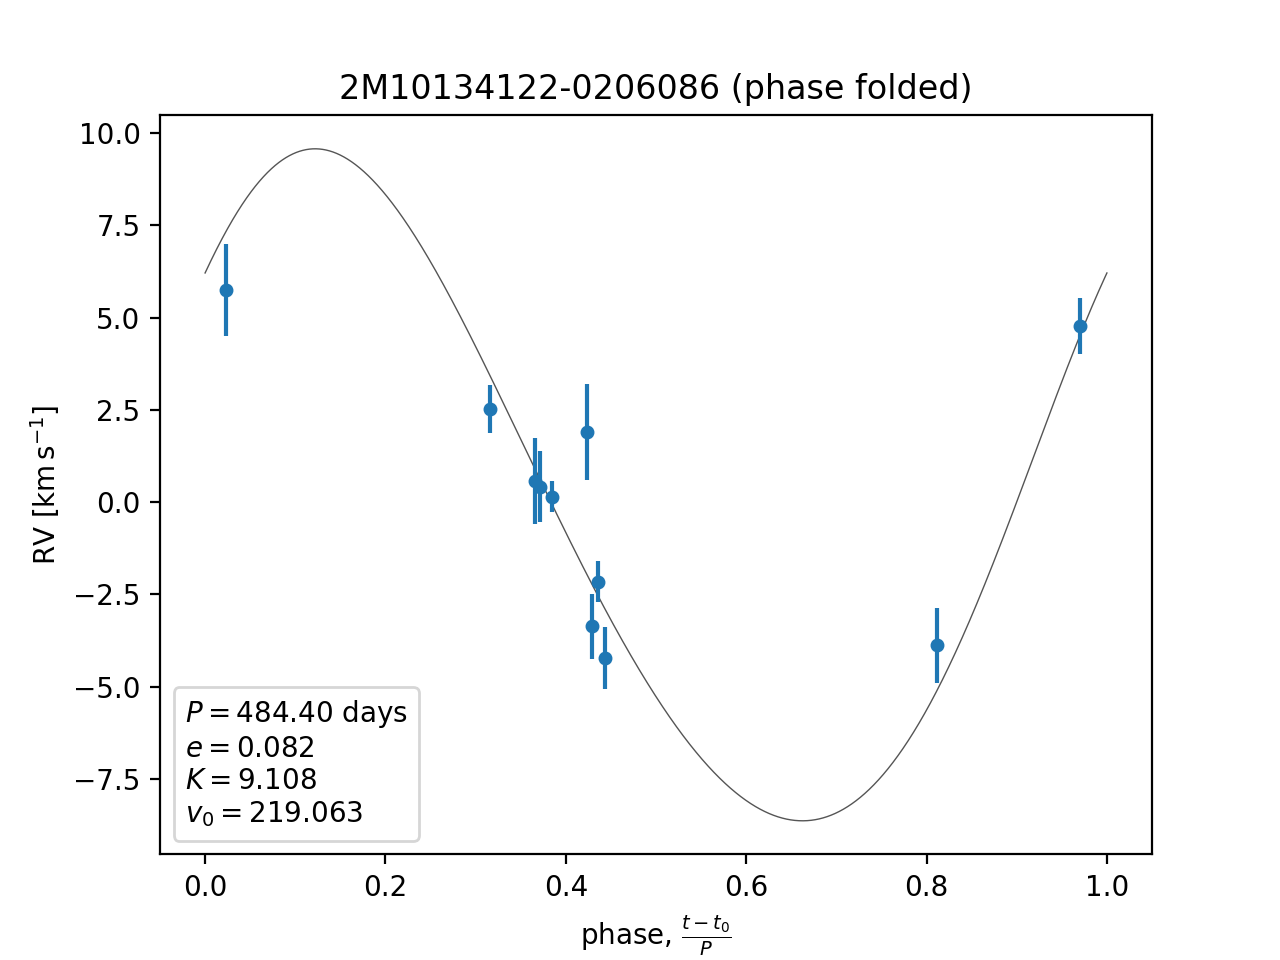 2M10134122-0206086 (phase folded)
10.0
7.5
5.0
2.5
0.0
−2.5
−5.0
−7.5
RV [km s⁻¹]
P = 484.40 days
e = 0.082
K = 9.108
v₀ = 219.063
0.0 0.2 0.4 0.6 0.8 1.0
phase, (t − t₀)/P